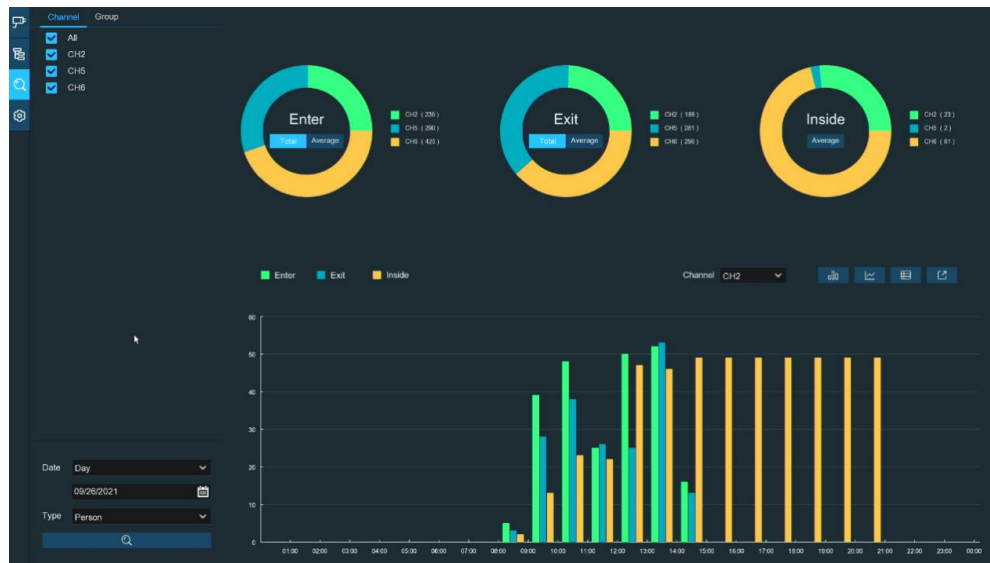 Channel Group
All
CH2
CH5
CH6
Enter
Total Average
CH2 ( 235 )
CH5 ( 290 )
CH6 ( 425 )
Exit
Total Average
CH2 ( 186 )
CH5 ( 281 )
CH6 ( 296 )
Inside
Average
CH2 ( 23 )
CH5 ( 2 )
CH6 ( 61 )
Enter Exit Inside
Channel CH2
60
50
40
30
20
10
0
01:00 02:00 03:00 04:00 05:00 06:00 07:00 08:00 09:00 10:00 11:00 12:00 13:00 14:00 15:00 16:00 17:00 18:00 19:00 20:00 21:00 22:00 23:00 00:00
Date Day
09/26/2021
Type Person